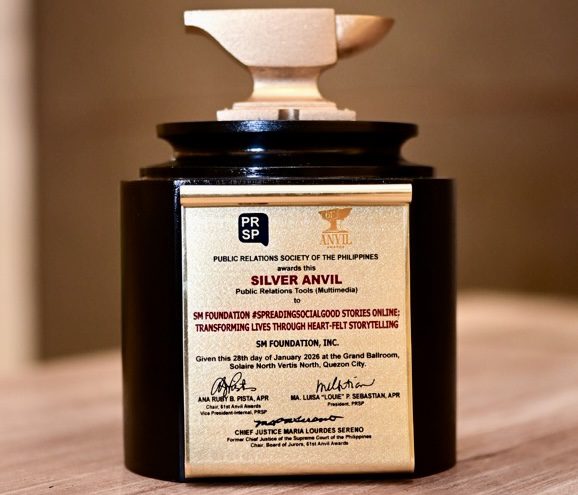 PR
SP
61st
ANVIL
AWARDS
PUBLIC RELATIONS SOCIETY OF THE PHILIPPINES
awards this
SILVER ANVIL
Public Relations Tools (Multimedia)
to
SM FOUNDATION #SPREADINGSOCIALGOOD STORIES ONLINE:
TRANSFORMING LIVES THROUGH HEART-FELT STORYTELLING
SM FOUNDATION, INC.
Given this 28th day of January 2026 at the Grand Ballroom,
Solaire North Vertis North, Quezon City.
ANA RUBY B. PISTA, APR
Chair, 61st Anvil Awards
Vice President-Internal, PRSP
MA. LUISA "LOUIE" P. SEBASTIAN, APR
President, PRSP
CHIEF JUSTICE MARIA LOURDES SERENO
Former Chief Justice of the Supreme Court of the Philippines
Chair, Board of Jurors, 61st Anvil Awards